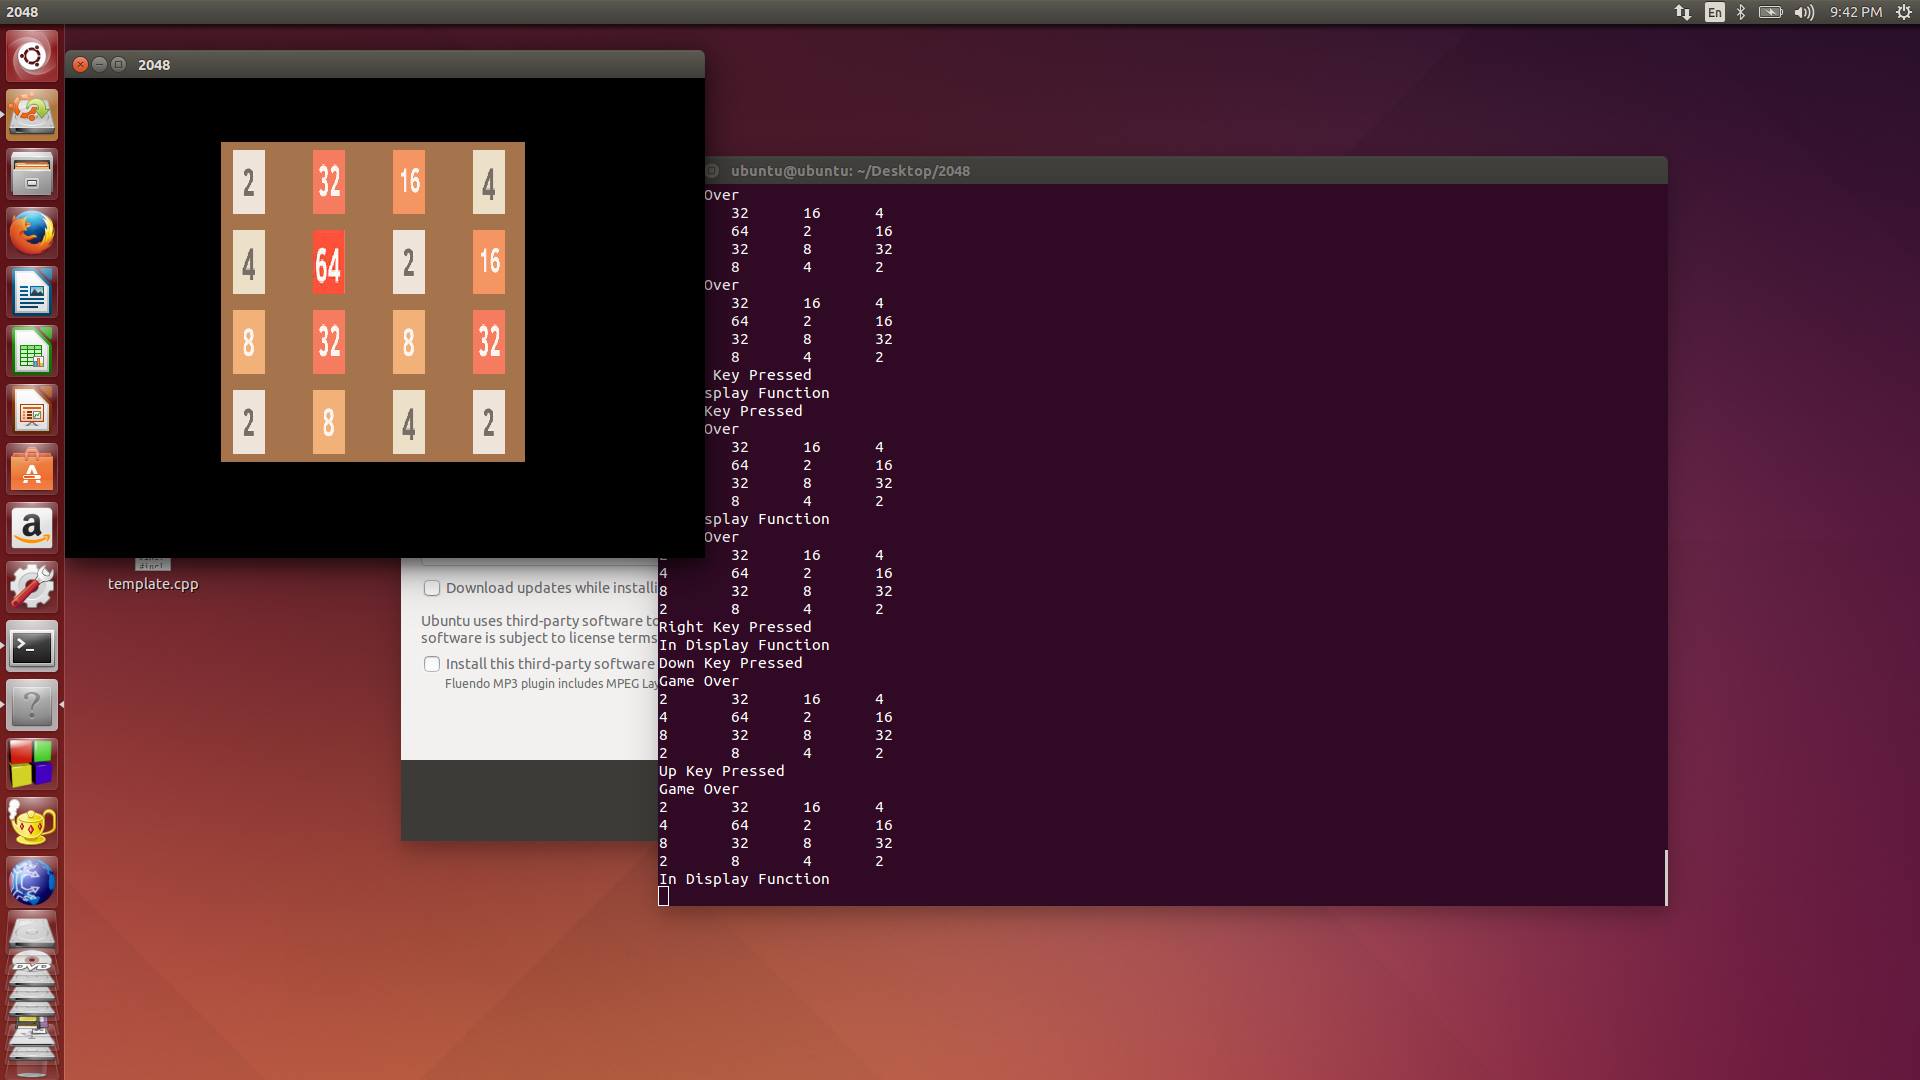 2048
En
9:42 PM
2048
2 32 16 4
4 64 2 16
8 32 8 32
2 8 4 2
template.cpp
Download updates while installi
Ubuntu uses third-party software to
software is subject to license terms
Install this third-party software
Fluendo MP3 plugin includes MPEG Lay
ubuntu@ubuntu: ~/Desktop/2048
Over
32 16 4
64 2 16
32 8 32
8 4 2
Over
32 16 4
64 2 16
32 8 32
8 4 2
Key Pressed
splay Function
Key Pressed
Over
32 16 4
64 2 16
32 8 32
8 4 2
splay Function
Over
32 16 4
4 64 2 16
8 32 8 32
2 8 4 2
Right Key Pressed
In Display Function
Down Key Pressed
Game Over
2 32 16 4
4 64 2 16
8 32 8 32
2 8 4 2
Up Key Pressed
Game Over
2 32 16 4
4 64 2 16
8 32 8 32
2 8 4 2
In Display Function